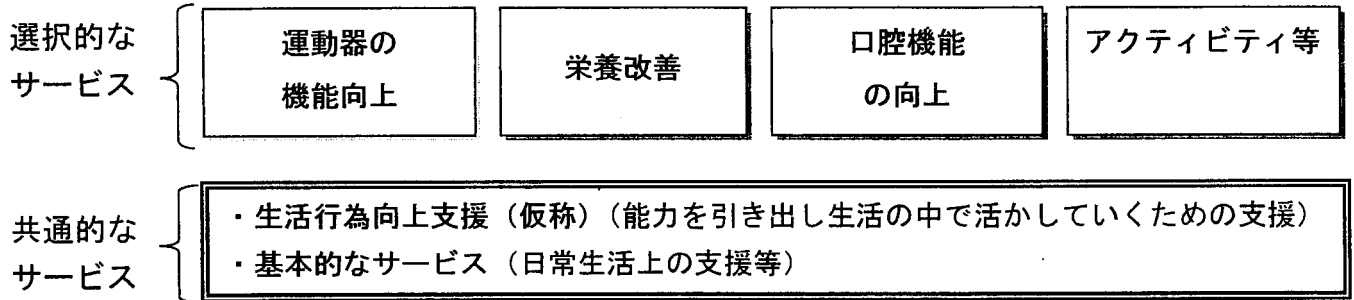 選択的な
サービス
運動器の
機能向上
栄養改善
口腔機能
の向上
アクティビティ等
共通的な
サービス
・生活行為向上支援（仮称）（能力を引き出し生活の中で活かしていくための支援）
・基本的なサービス（日常生活上の支援等）